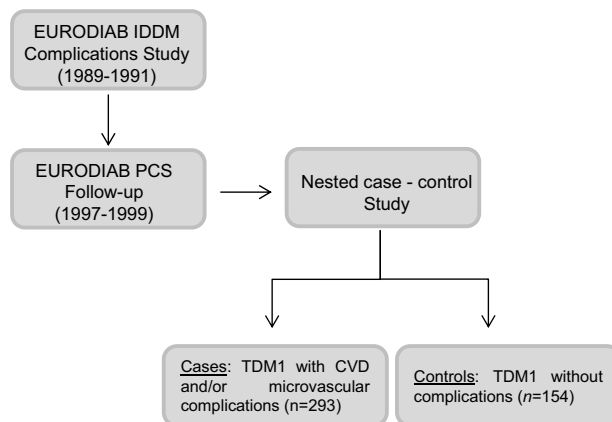 EURODIAB IDDM
Complications Study
(1989-1991)
EURODIAB PCS
Follow-up
(1997-1999)
Nested case - control
Study
Cases: TDM1 with CVD
and/or microvascular
complications (n=293)
Controls: TDM1 without
complications (n=154)